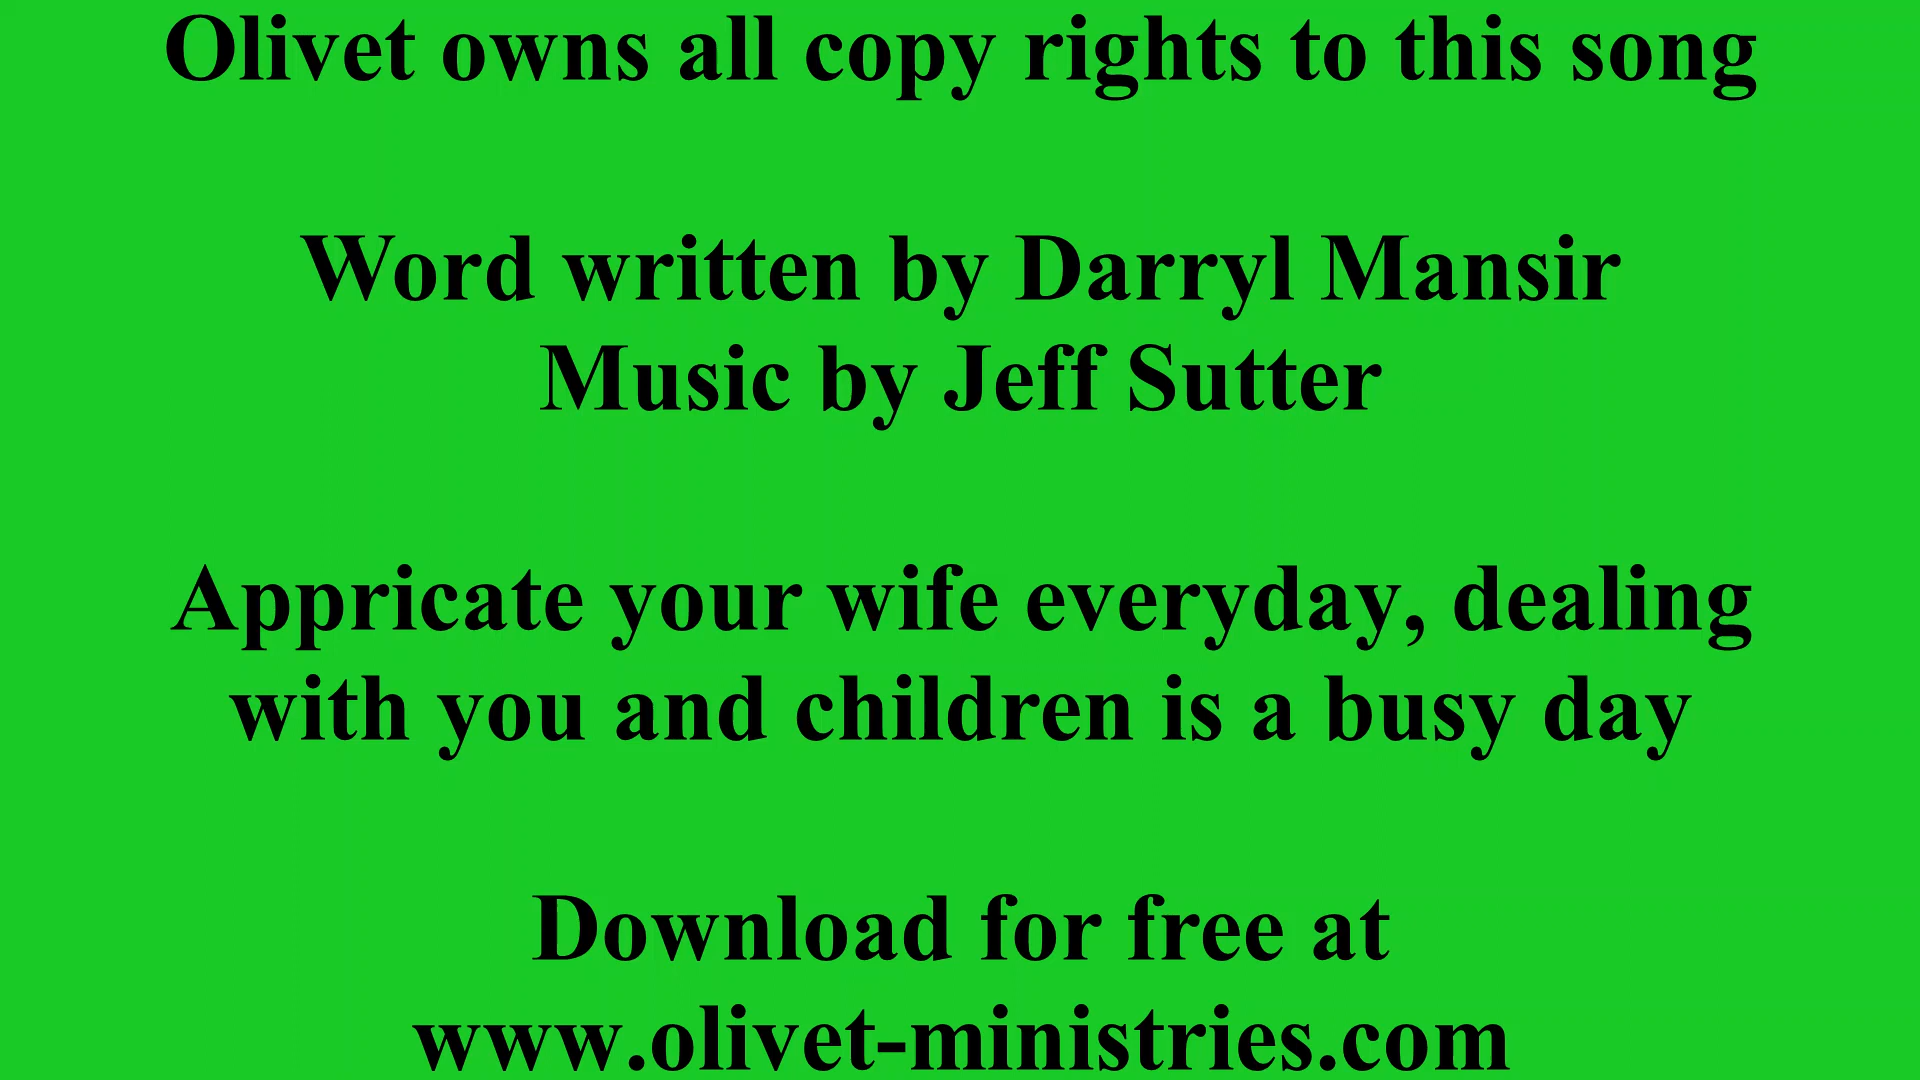 Olivet owns all copy rights to this song
Word written by Darryl Mansir
Music by Jeff Sutter
Appricate your wife everyday, dealing
with you and children is a busy day
Download for free at
www.olivet-ministries.com